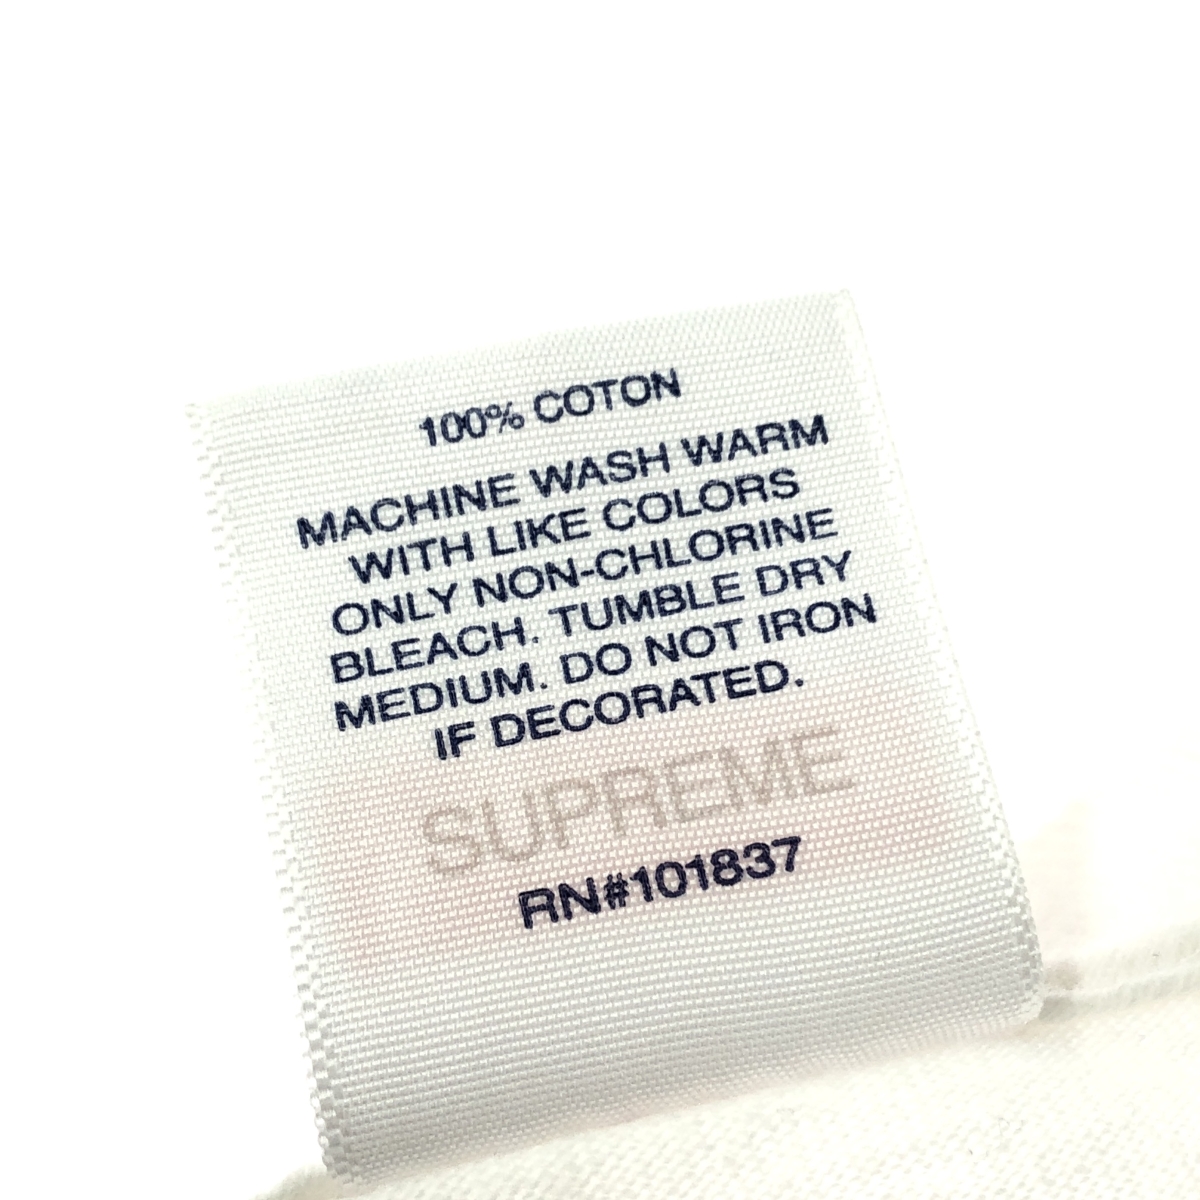 100% COTON
MACHINE WASH WARM
WITH LIKE COLORS
ONLY NON-CHLORINE
BLEACH. TUMBLE DRY
MEDIUM. DO NOT IRON
IF DECORATED.
SUPREME
RN#101837